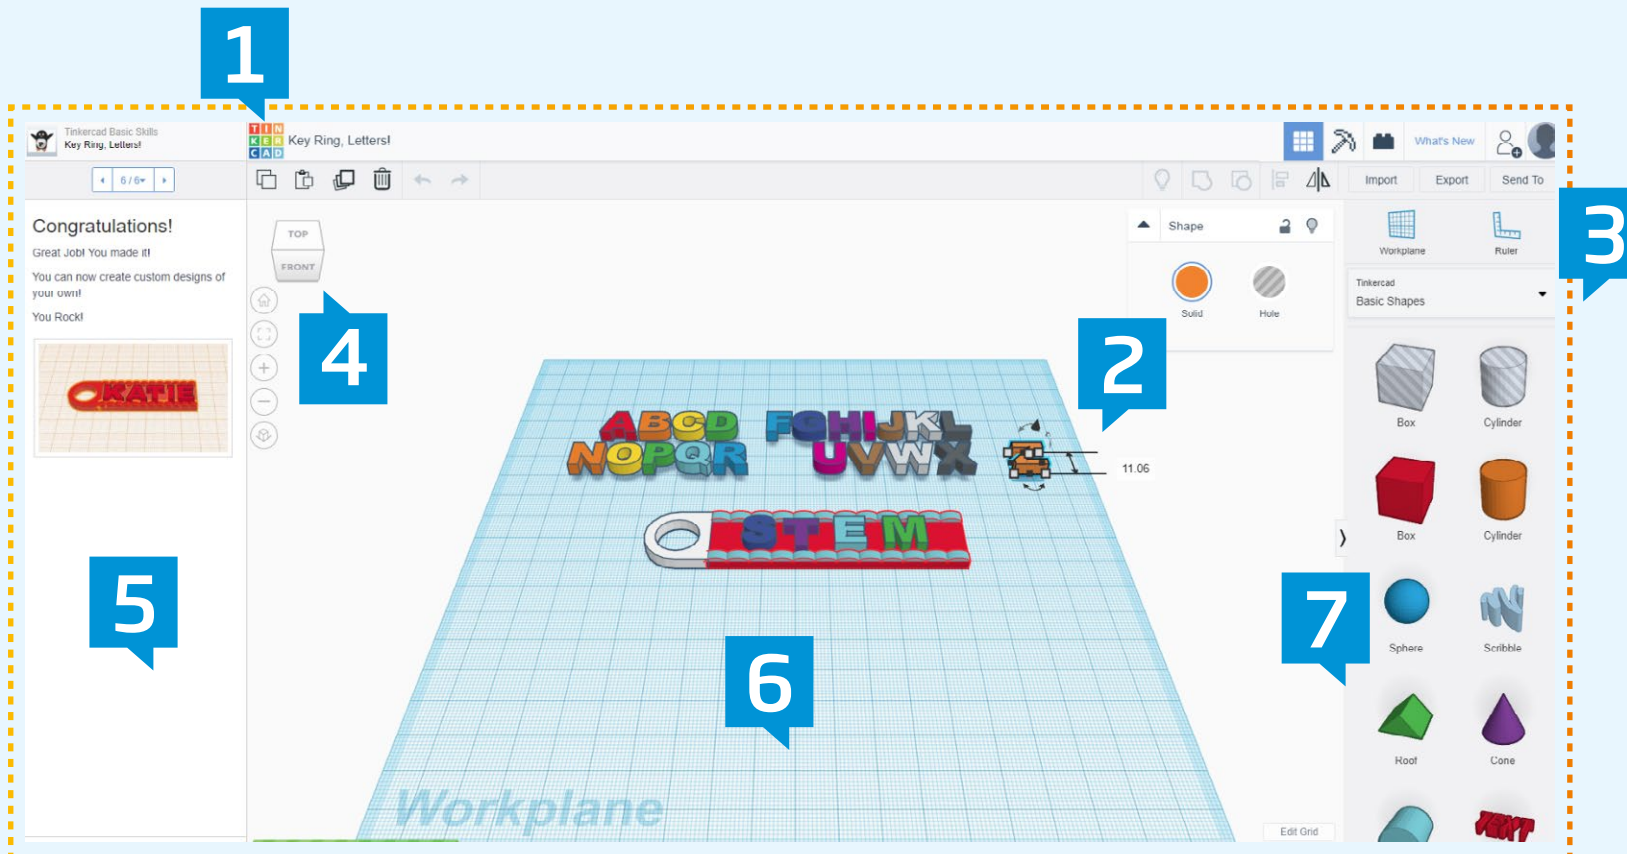 1
Tinkercad Basic Skills
Key Ring, Letters!
TIN
KER
CAD
Key Ring, Letters!
What's New
6 / 6
Import
Export
Send To
3
Congratulations!
Great Job! You made it!
You can now create custom designs of
your own!
You Rock!
KATIE
TOP
FRONT
4
Shape
Solid
Hole
2
Workplane
Ruler
Tinkercad
Basic Shapes
Box
Cylinder
Box
Cylinder
Sphere
Scribble
Roof
Cone
TEXT
ABCD FGHIJKL
NOPQR UVWX
11.06
STEM
5
6
7
Workplane
Edit Grid